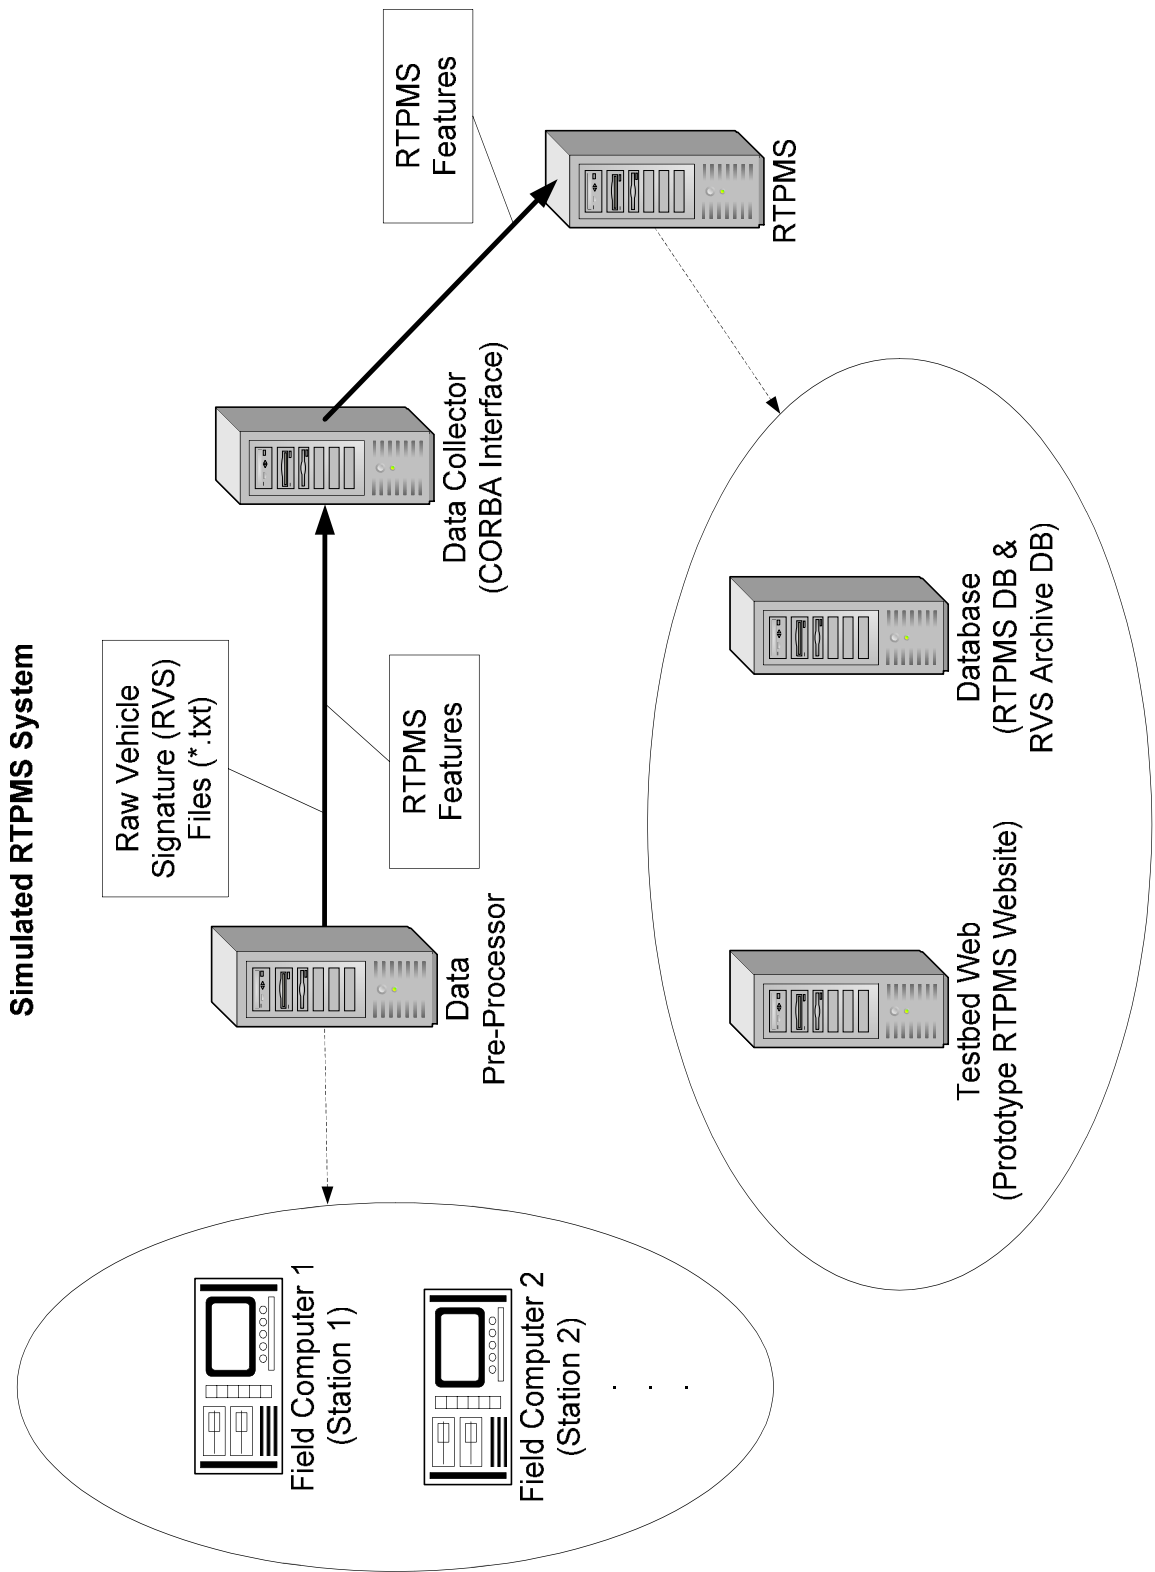 Simulated RTPMS System
Raw Vehicle
Signature (RVS)
Files (*.txt)
RTPMS
Features
RTPMS
Features
Field Computer 1
(Station 1)
Field Computer 2
(Station 2)
. . .
Data
Pre-Processor
Data Collector
(CORBA Interface)
RTPMS
Testbed Web
(Prototype RTPMS Website)
Database
(RTPMS DB &
RVS Archive DB)